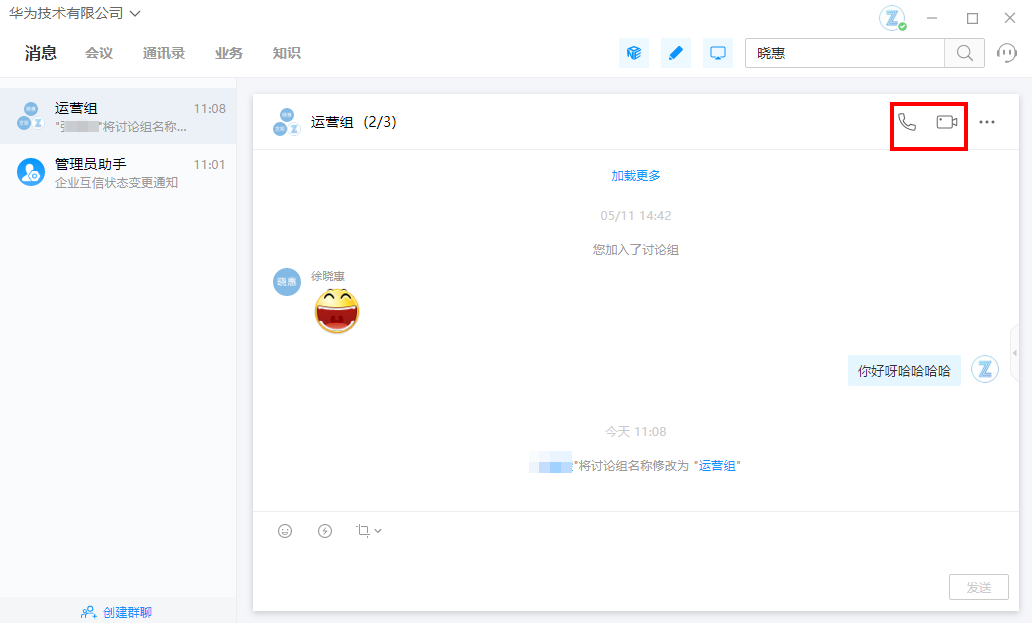 华为技术有限公司
消息 会议 通讯录 业务 知识
晓惠
运营组 11:08
"张 "将讨论组名称...
管理员助手 11:01
企业互信状态变更通知
创建群聊
运营组 (2/3)
加载更多
05/11 14:42
您加入了讨论组
晓惠
徐晓惠
你好呀哈哈哈哈
Z
今天 11:08
"将讨论组名称修改为 "运营组"
发送